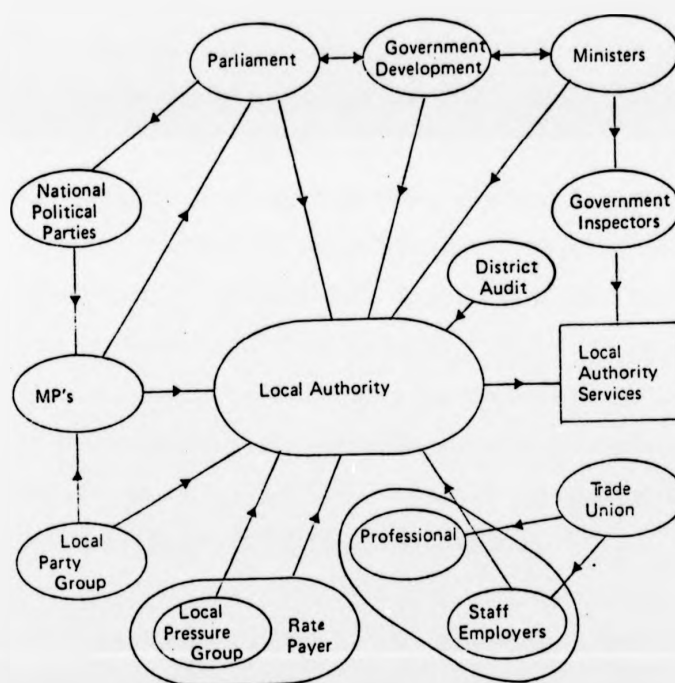 Parliament
Government
Development
Ministers
National
Political
Parties
Government
Inspectors
District
Audit
MP's
Local Authority
Local
Authority
Services
Local
Party
Group
Professional
Trade
Union
Local
Pressure
Group
Rate
Payer
Staff
Employers